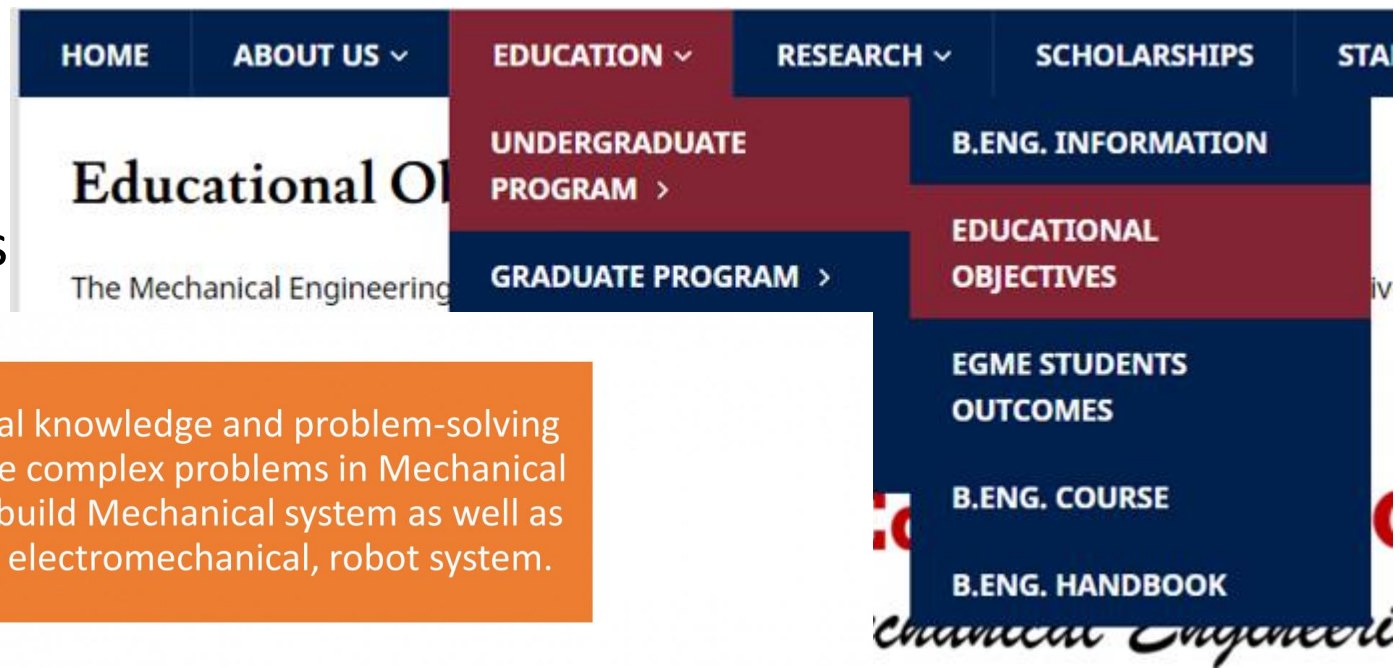 HOME ABOUT US EDUCATION RESEARCH SCHOLARSHIPS
UNDERGRADUATE
PROGRAM >
GRADUATE PROGRAM >
B.ENG. INFORMATION
EDUCATIONAL
OBJECTIVES
EGME STUDENTS
OUTCOMES
B.ENG. COURSE
B.ENG. HANDBOOK
Educational
The Mechanical Engineering
knowledge and problem-solving
complex problems in Mechanical
build Mechanical system as well as
electromechanical, robot system.